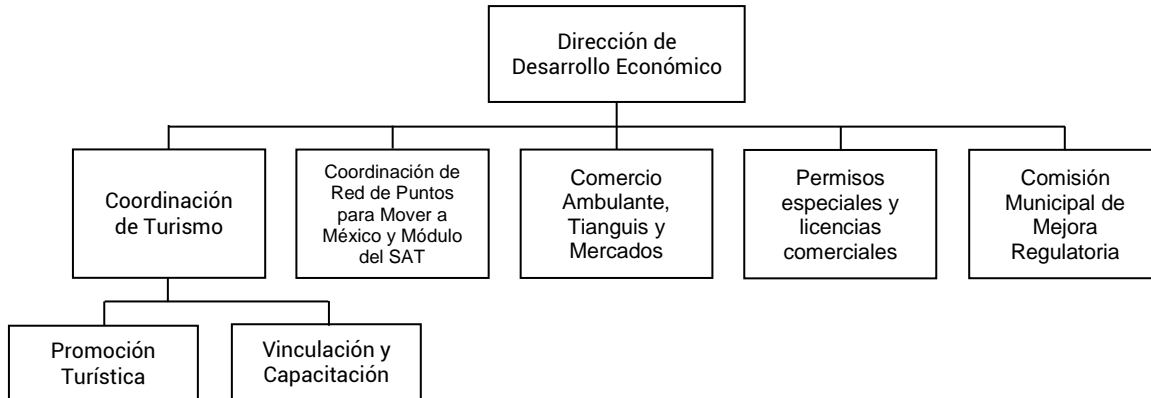 Dirección de
Desarrollo Económico
Coordinación
de Turismo
Coordinación de
Red de Puntos
para Mover a
México y Módulo
del SAT
Comercio
Ambulante,
Tianguis y
Mercados
Permisos
especiales y
licencias
comerciales
Comisión
Municipal de
Mejora
Regulatoria
Promoción
Turística
Vinculación y
Capacitación